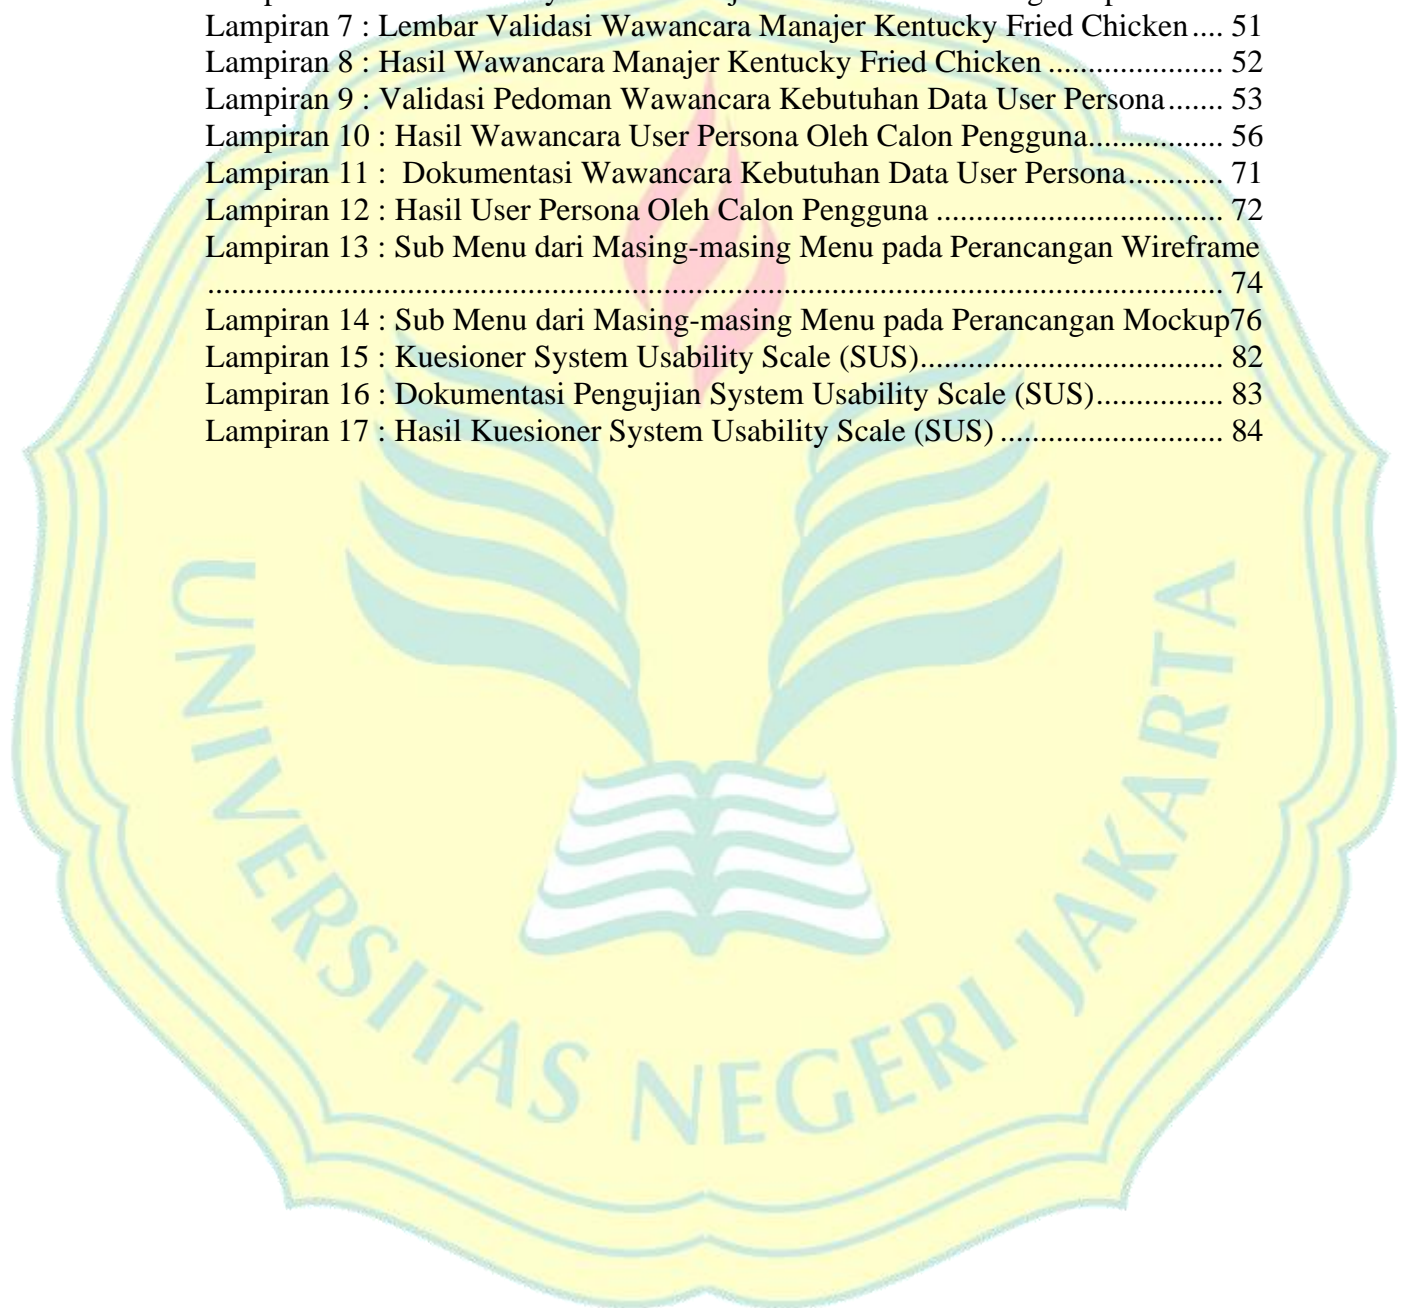 Lampiran 7 : Lembar Validasi Wawancara Manajer Kentucky Fried Chicken.... 51
Lampiran 8 : Hasil Wawancara Manajer Kentucky Fried Chicken ...................... 52
Lampiran 9 : Validasi Pedoman Wawancara Kebutuhan Data User Persona....... 53
Lampiran 10 : Hasil Wawancara User Persona Oleh Calon Pengguna................. 56
Lampiran 11 :  Dokumentasi Wawancara Kebutuhan Data User Persona............ 71
Lampiran 12 : Hasil User Persona Oleh Calon Pengguna .................................... 72
Lampiran 13 : Sub Menu dari Masing-masing Menu pada Perancangan Wireframe
................................................................................................................................ 74
Lampiran 14 : Sub Menu dari Masing-masing Menu pada Perancangan Mockup76
Lampiran 15 : Kuesioner System Usability Scale (SUS)...................................... 82
Lampiran 16 : Dokumentasi Pengujian System Usability Scale (SUS)................ 83
Lampiran 17 : Hasil Kuesioner System Usability Scale (SUS) ............................ 84
UNIVERSITAS NEGERI JAKARTA